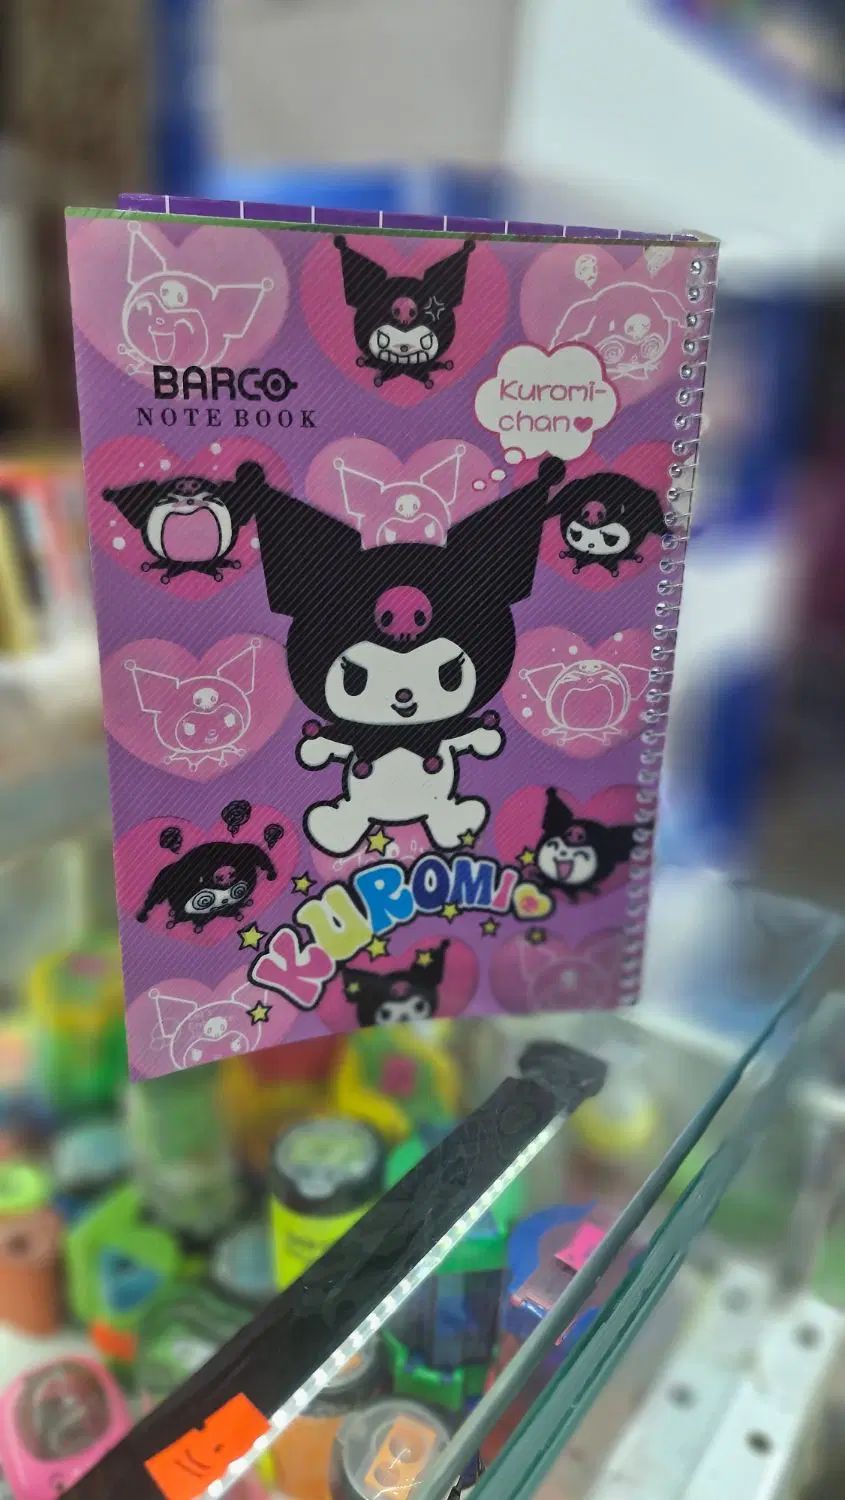 BARCO
NOTE BOOK
Kuromi-
chan
KUROMI